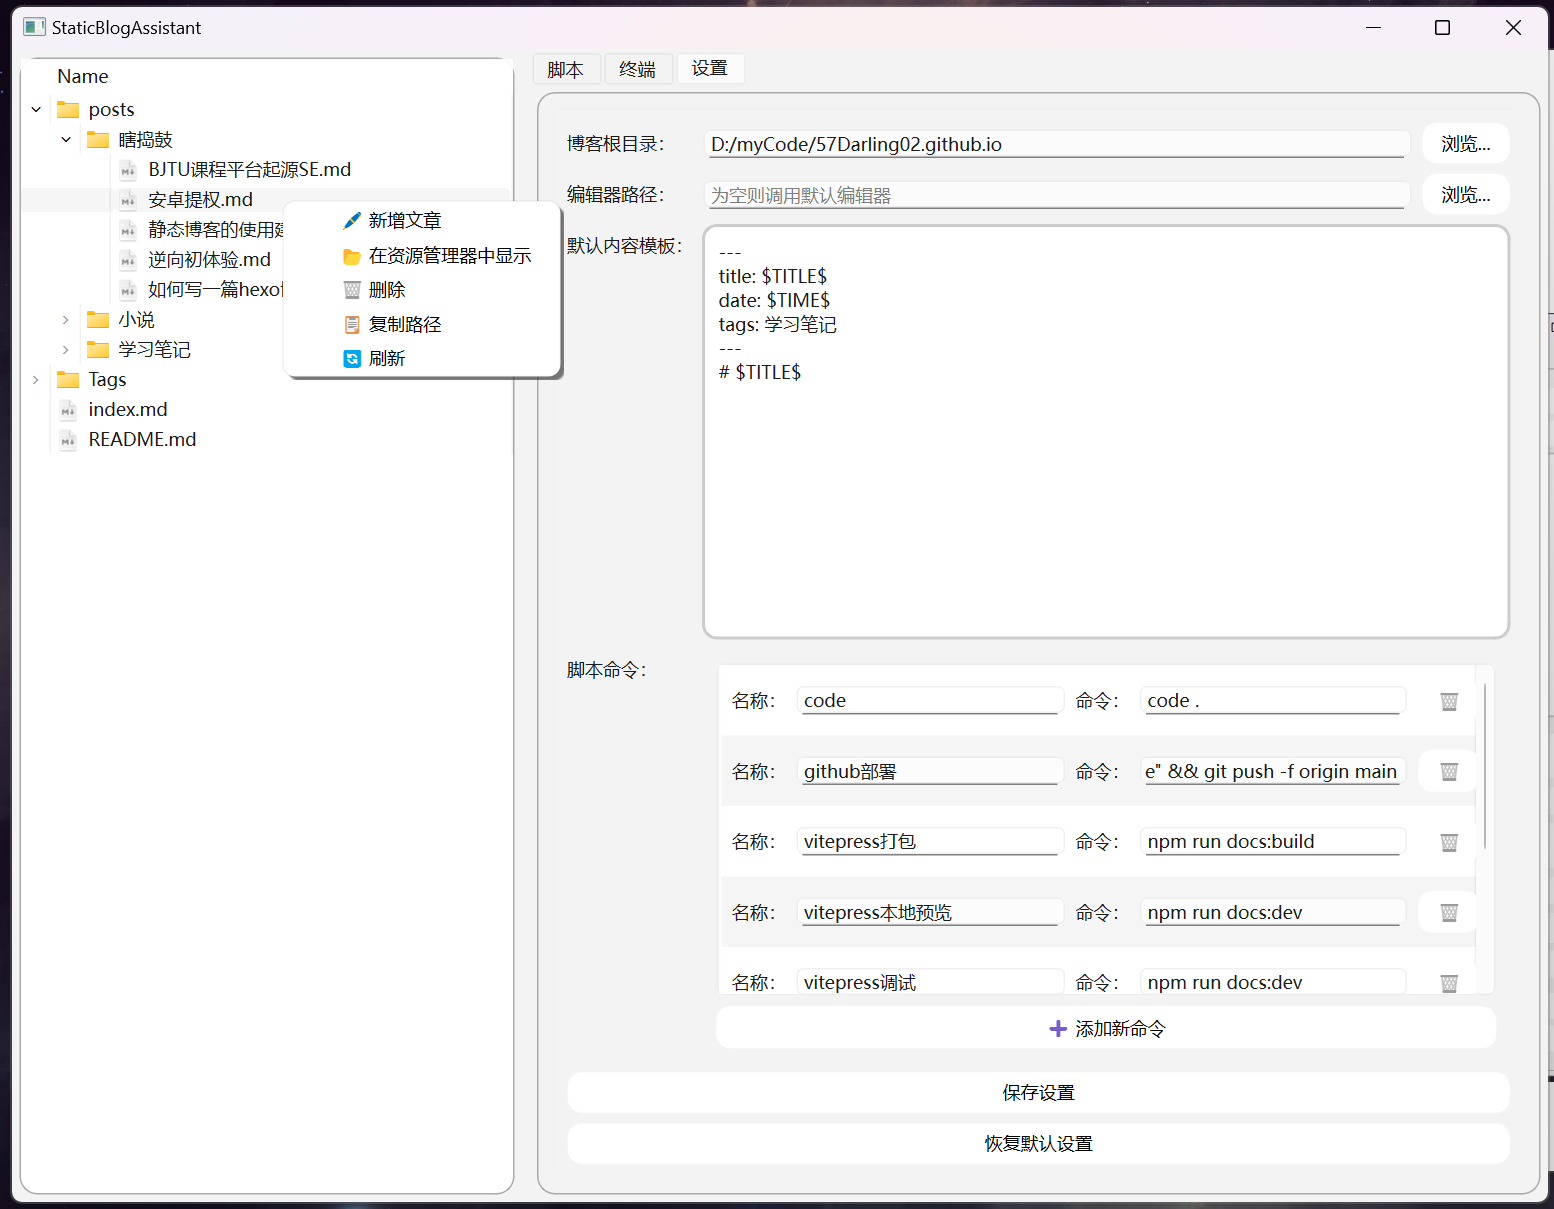 StaticBlogAssistant
Name
posts
瞎捣鼓
BJTU课程平台起源SE.md
安卓提权.md
静态博客的使用
逆向初体验.md
如何写一篇hexo
小说
学习笔记
Tags
index.md
README.md
新增文章
在资源管理器中显示
删除
复制路径
刷新
脚本 终端 设置
博客根目录： D:/myCode/57Darling02.github.io 浏览...
编辑器路径： 为空则调用默认编辑器 浏览...
默认内容模板：
---
title: $TITLE$
date: $TIME$
tags: 学习笔记
---
# $TITLE$
脚本命令：
名称： code 命令： code .
名称： github部署 命令： e" && git push -f origin main
名称： vitepress打包 命令： npm run docs:build
名称： vitepress本地预览 命令： npm run docs:dev
名称： vitepress调试 命令： npm run docs:dev
添加新命令
保存设置
恢复默认设置